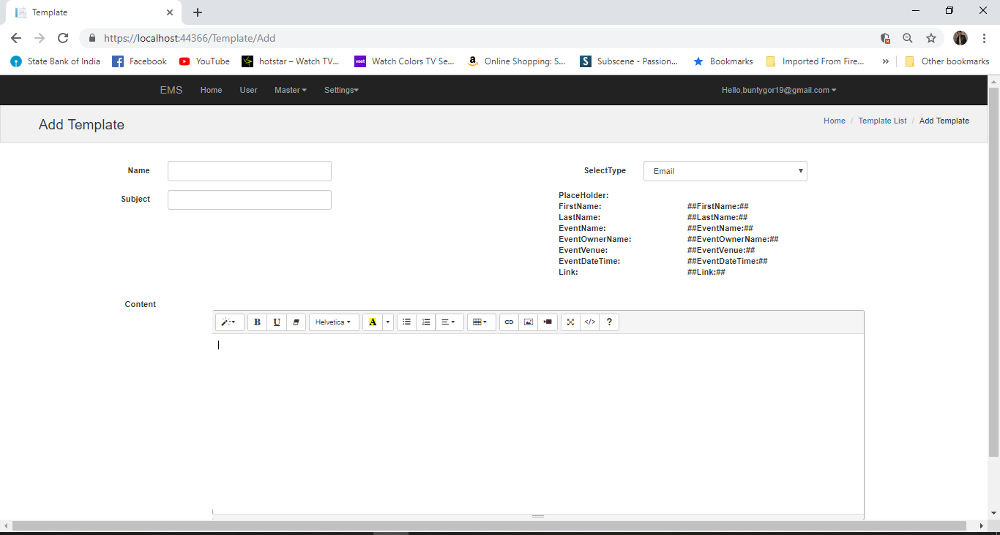 Template
https://localhost:44366/Template/Add
State Bank of India Facebook YouTube hotstar – Watch TV... voot Watch Colors TV Se... a Online Shopping: S... S Subscene - Passion... Bookmarks Imported From Fire... » Other bookmarks
EMS Home User Master Settings Hello,buntygor19@gmail.com
Add Template Home / Template List / Add Template
Name SelectType Email
Subject
PlaceHolder:
FirstName: ##FirstName:##
LastName: ##LastName:##
EventName: ##EventName:##
EventOwnerName: ##EventOwnerName:##
EventVenue: ##EventVenue:##
EventDateTime: ##EventDateTime:##
Link: ##Link:##
Content
B U Helvetica A </> ?